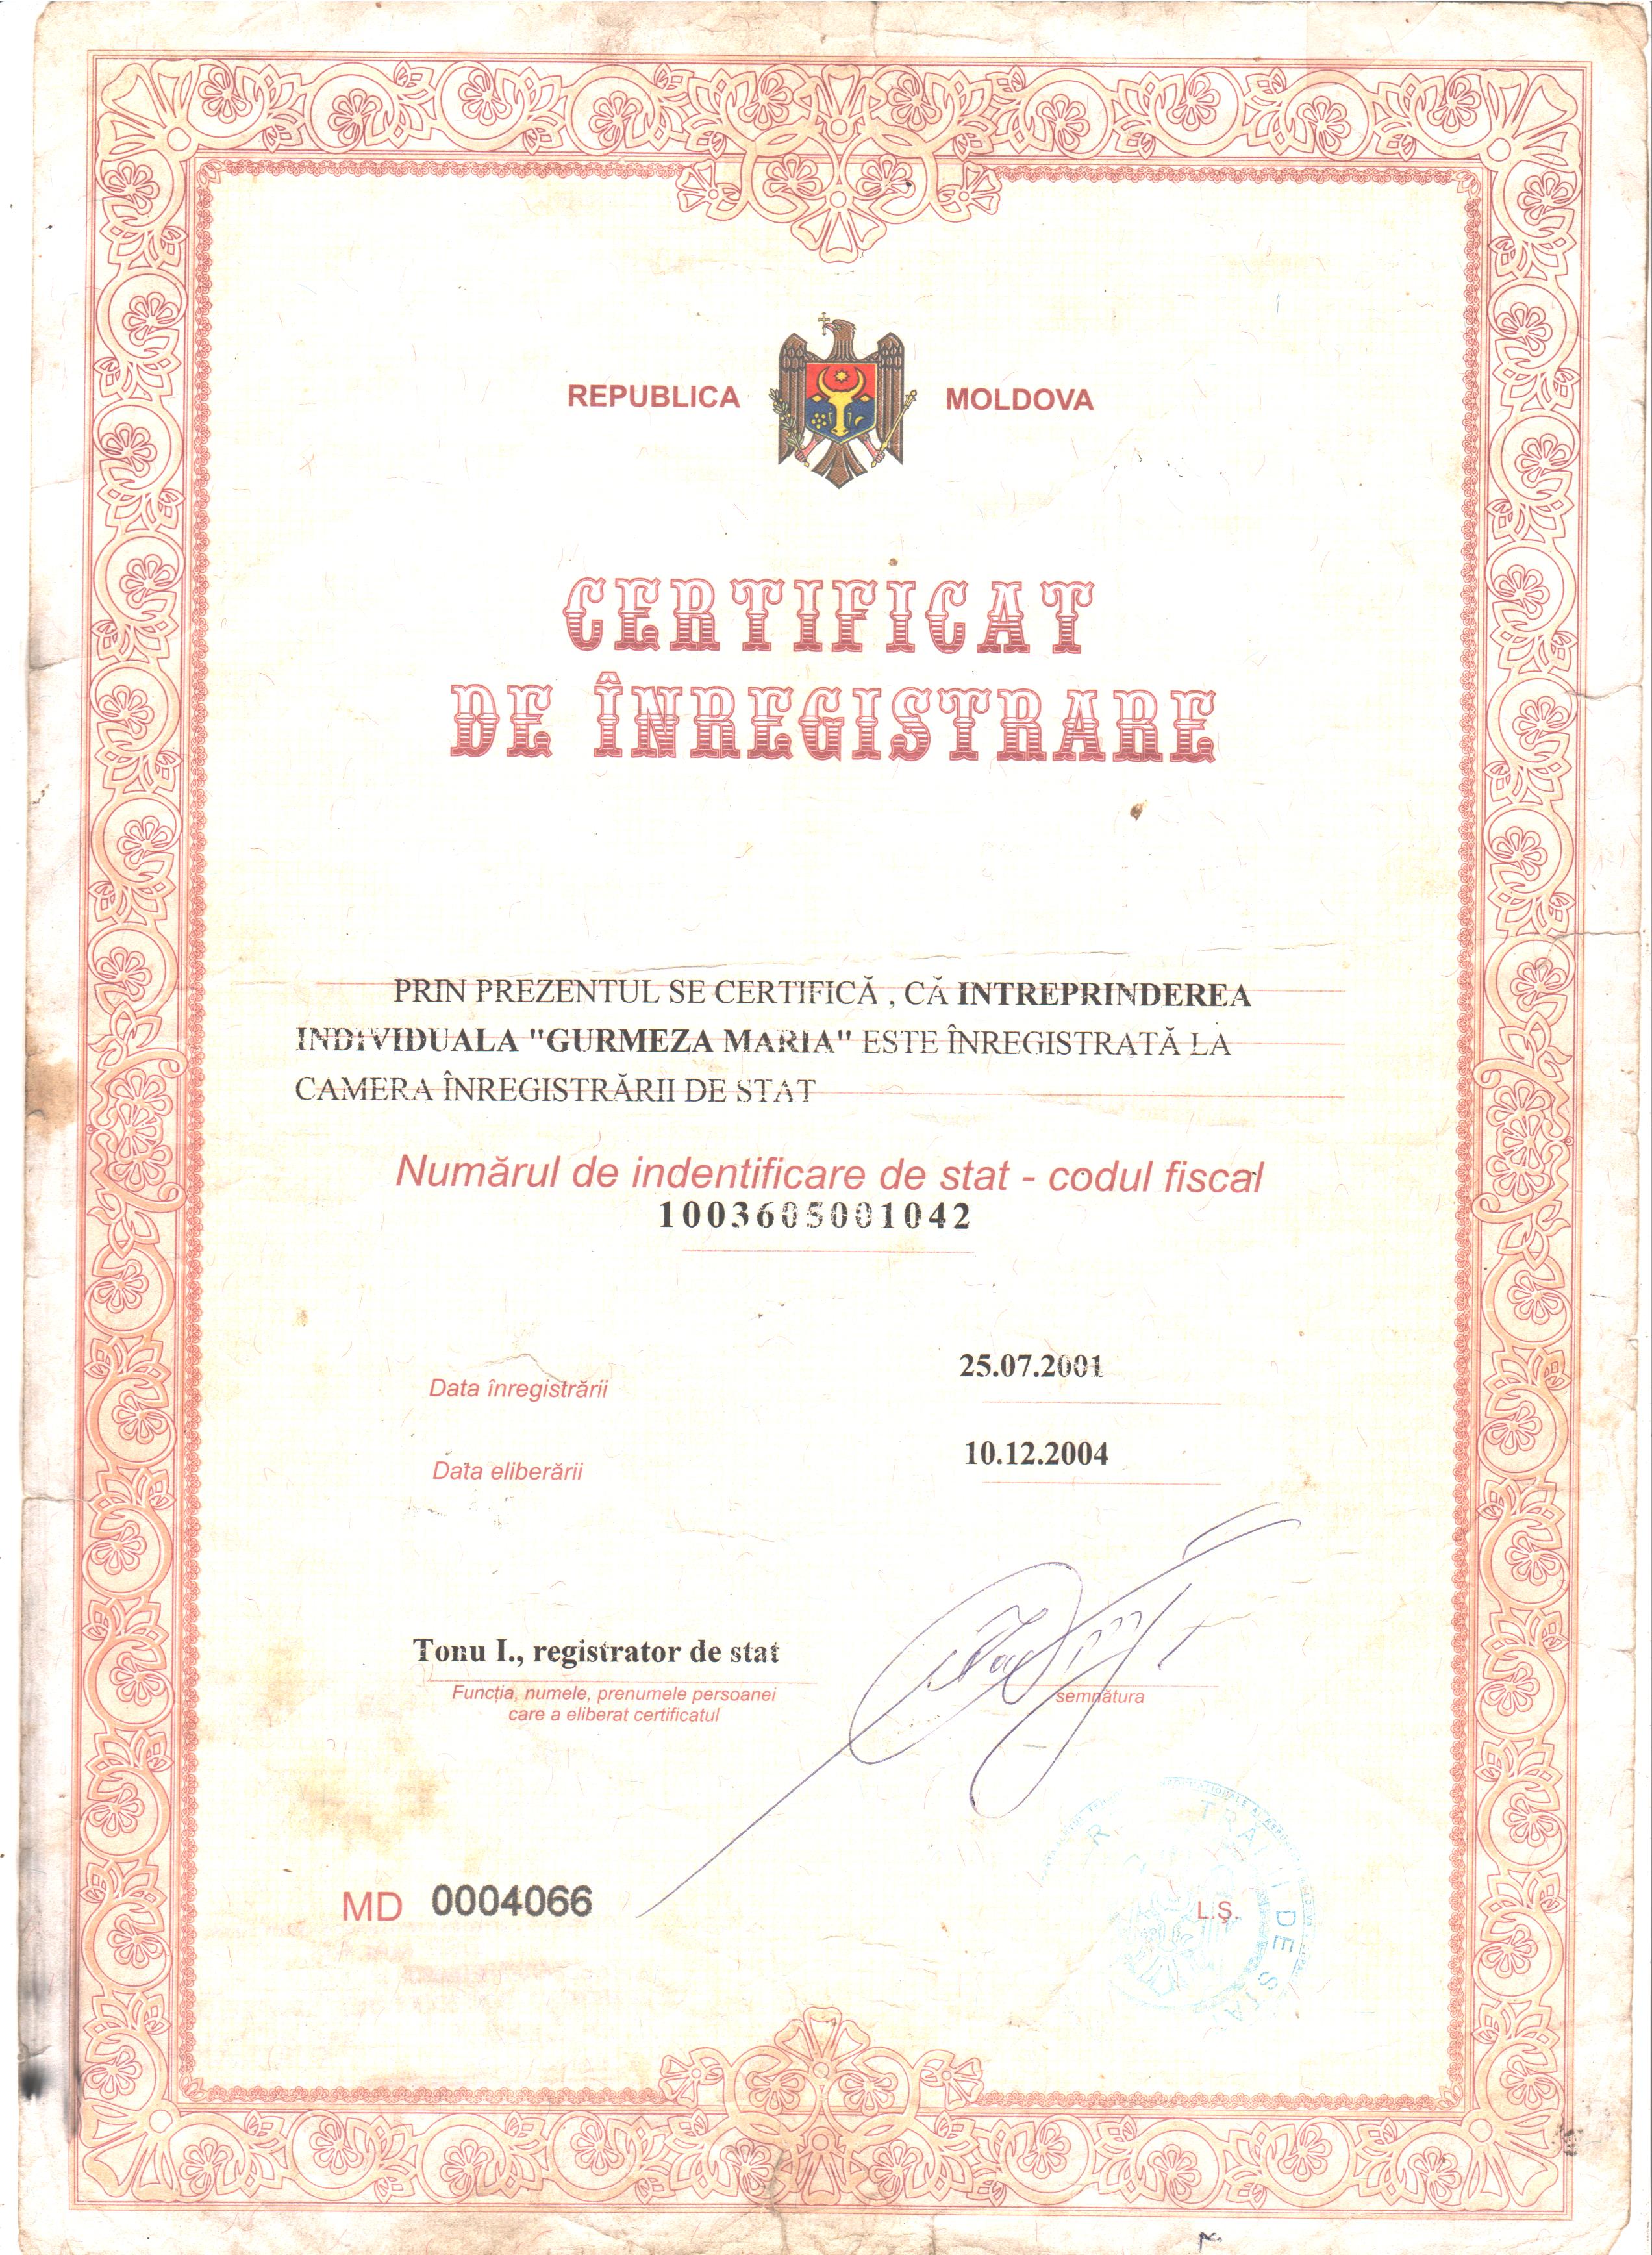 REPUBLICA MOLDOVA
CERTIFICAT
DE ÎNREGISTRARE
PRIN PREZENTUL SE CERTIFICĂ , CĂ INTREPRINDEREA
INDIVIDUALA "GURMEZA MARIA" ESTE ÎNREGISTRATĂ LA
CAMERA ÎNREGISTRĂRII DE STAT
Numărul de indentificare de stat - codul fiscal
1003605001042
25.07.2001
Data înregistrării
10.12.2004
Data eliberării
Tonu I., registrator de stat
Funcția, numele, prenumele persoanei
care a eliberat certificatul
semnătura
MD 0004066
L.Ș.
DE